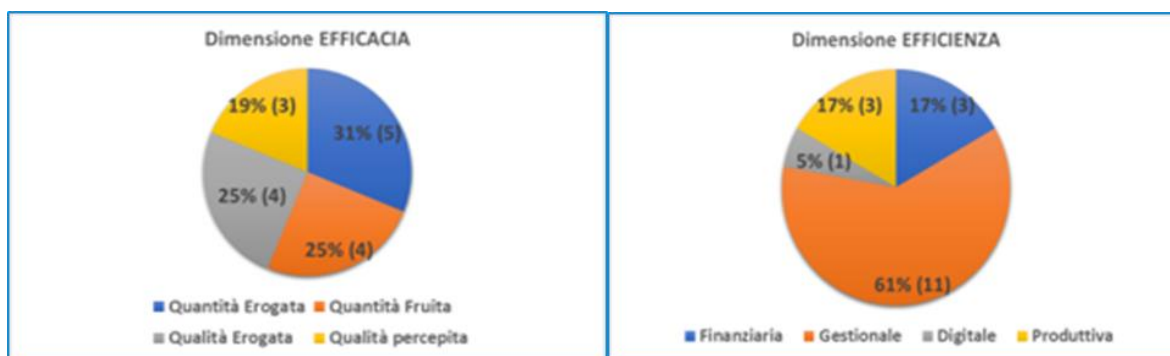 Dimensione EFFICACIA
19% (3)
31% (5)
25% (4)
25% (4)
Quantità Erogata Quantità Fruita
Qualità Erogata Qualità percepita
Dimensione EFFICIENZA
17% (3)
17% (3)
5% (1)
61% (11)
Finanziaria Gestionale Digitale Produttiva